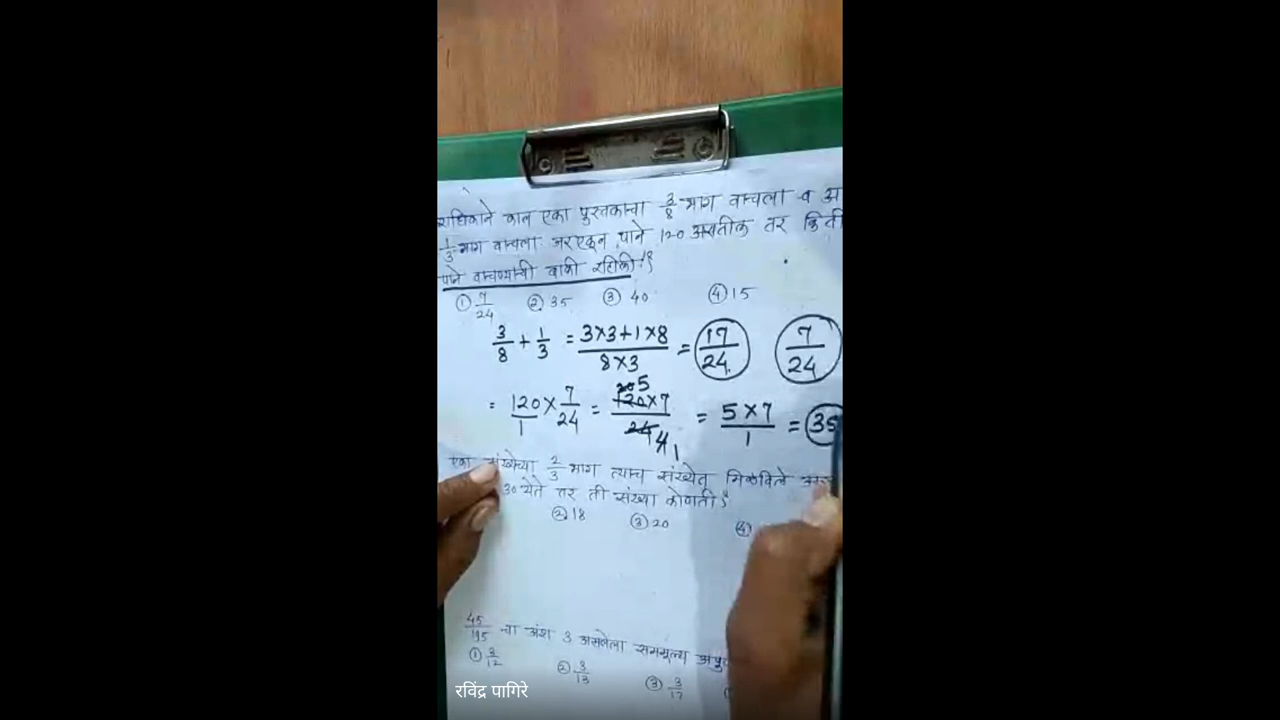 राधिकाने काल एका पुस्तकाचा 3/8 भाग वाचला व
1/3 भाग वाचला जर एकून पाने 120 असतील तर किती
पाने वाचण्याची बाकी रहिली?
① 7/24 ② 35 ③ 40 ④ 15
3/8 + 1/3 = 3×3+1×8/8×3 = 17/24 7/24
= 120/1 × 7/24 = 120×7/24 = 5×7/1 = 35
एका संख्येच्या 2/3 भाग त्याच संख्येत मिळविले
30 येते तर ती संख्या कोणती?
② 18 ③ 20 ④
45/195 चा अंश 3 असलेला सममूल्य
① 3/12 ② 3/13 ③ 3/17
रविंद्र पागिरे